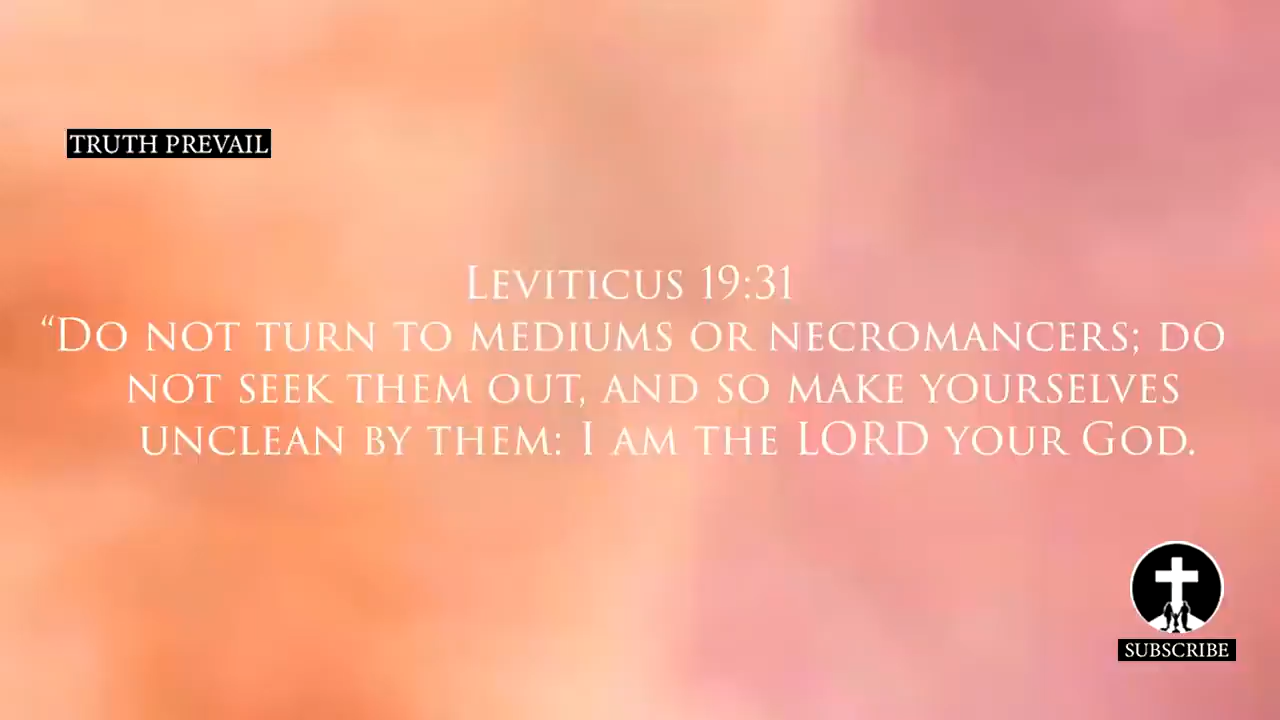 TRUTH PREVAIL
Leviticus 19:31
“Do not turn to mediums or necromancers; do
not seek them out, and so make yourselves
unclean by them: I am the LORD your God.
SUBSCRIBE